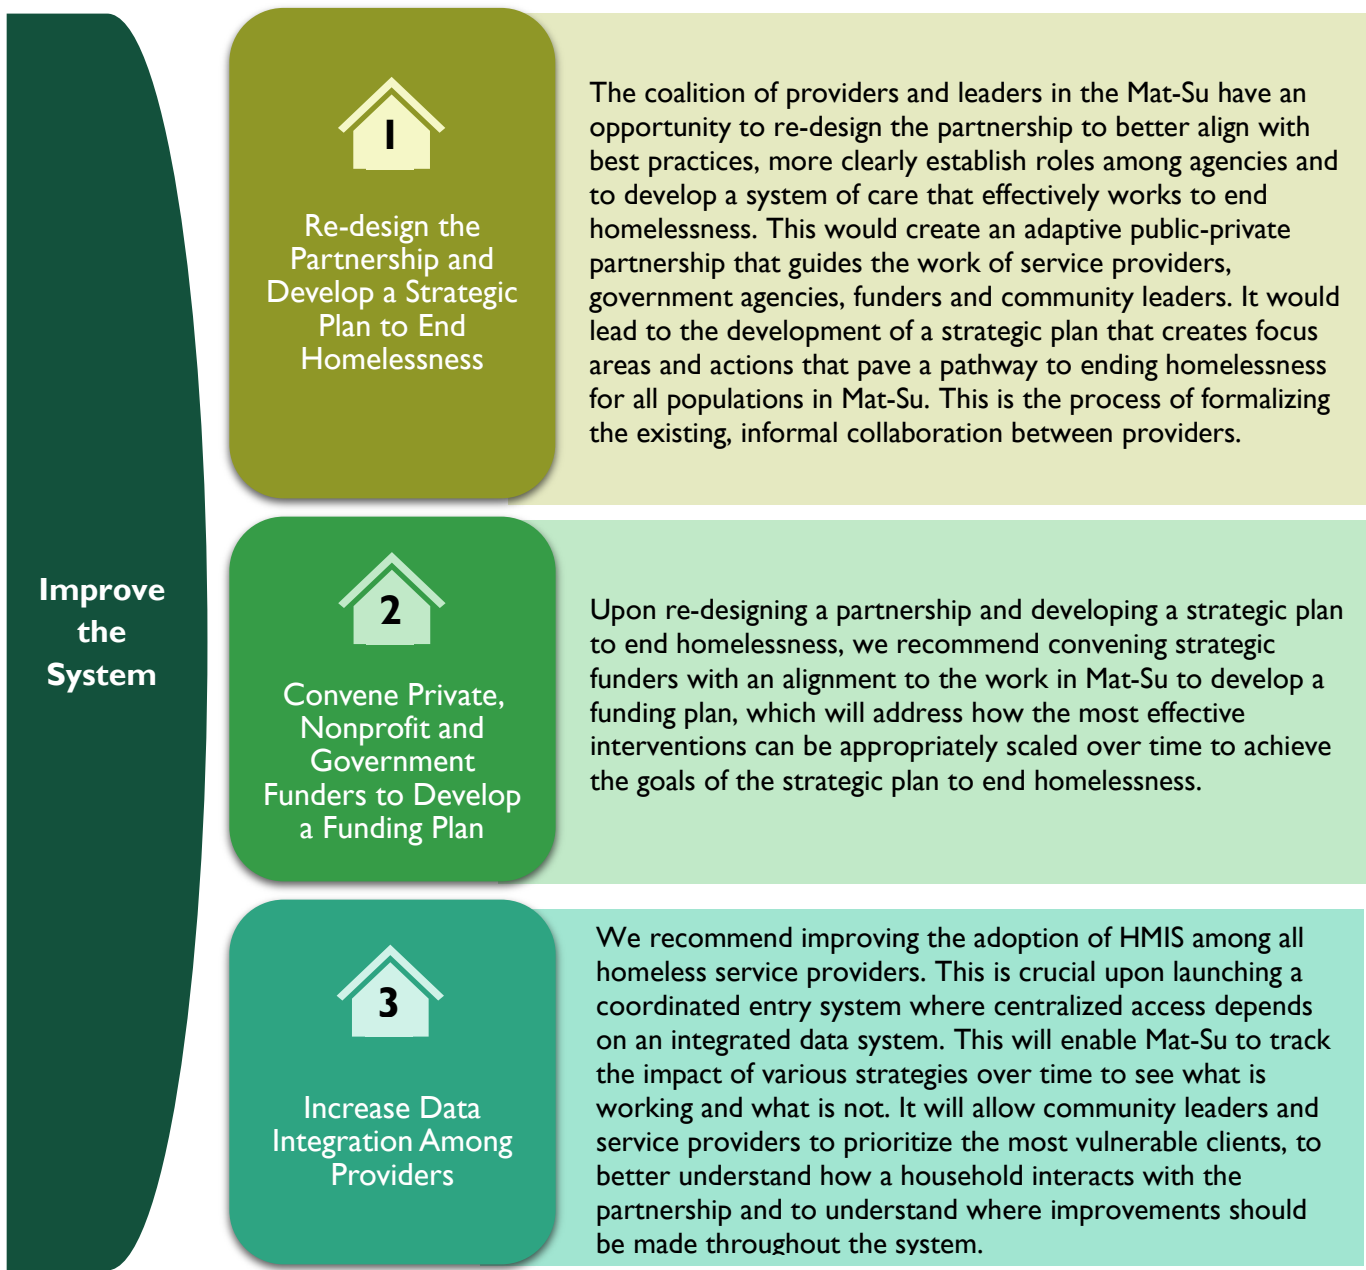 Improve
the
System
1
Re-design the
Partnership and
Develop a Strategic
Plan to End
Homelessness
The coalition of providers and leaders in the Mat-Su have an
opportunity to re-design the partnership to better align with
best practices, more clearly establish roles among agencies and
to develop a system of care that effectively works to end
homelessness. This would create an adaptive public-private
partnership that guides the work of service providers,
government agencies, funders and community leaders. It would
lead to the development of a strategic plan that creates focus
areas and actions that pave a pathway to ending homelessness
for all populations in Mat-Su. This is the process of formalizing
the existing, informal collaboration between providers.
2
Convene Private,
Nonprofit and
Government
Funders to Develop
a Funding Plan
Upon re-designing a partnership and developing a strategic plan
to end homelessness, we recommend convening strategic
funders with an alignment to the work in Mat-Su to develop a
funding plan, which will address how the most effective
interventions can be appropriately scaled over time to achieve
the goals of the strategic plan to end homelessness.
3
Increase Data
Integration Among
Providers
We recommend improving the adoption of HMIS among all
homeless service providers. This is crucial upon launching a
coordinated entry system where centralized access depends
on an integrated data system. This will enable Mat-Su to track
the impact of various strategies over time to see what is
working and what is not. It will allow community leaders and
service providers to prioritize the most vulnerable clients, to
better understand how a household interacts with the
partnership and to understand where improvements should
be made throughout the system.